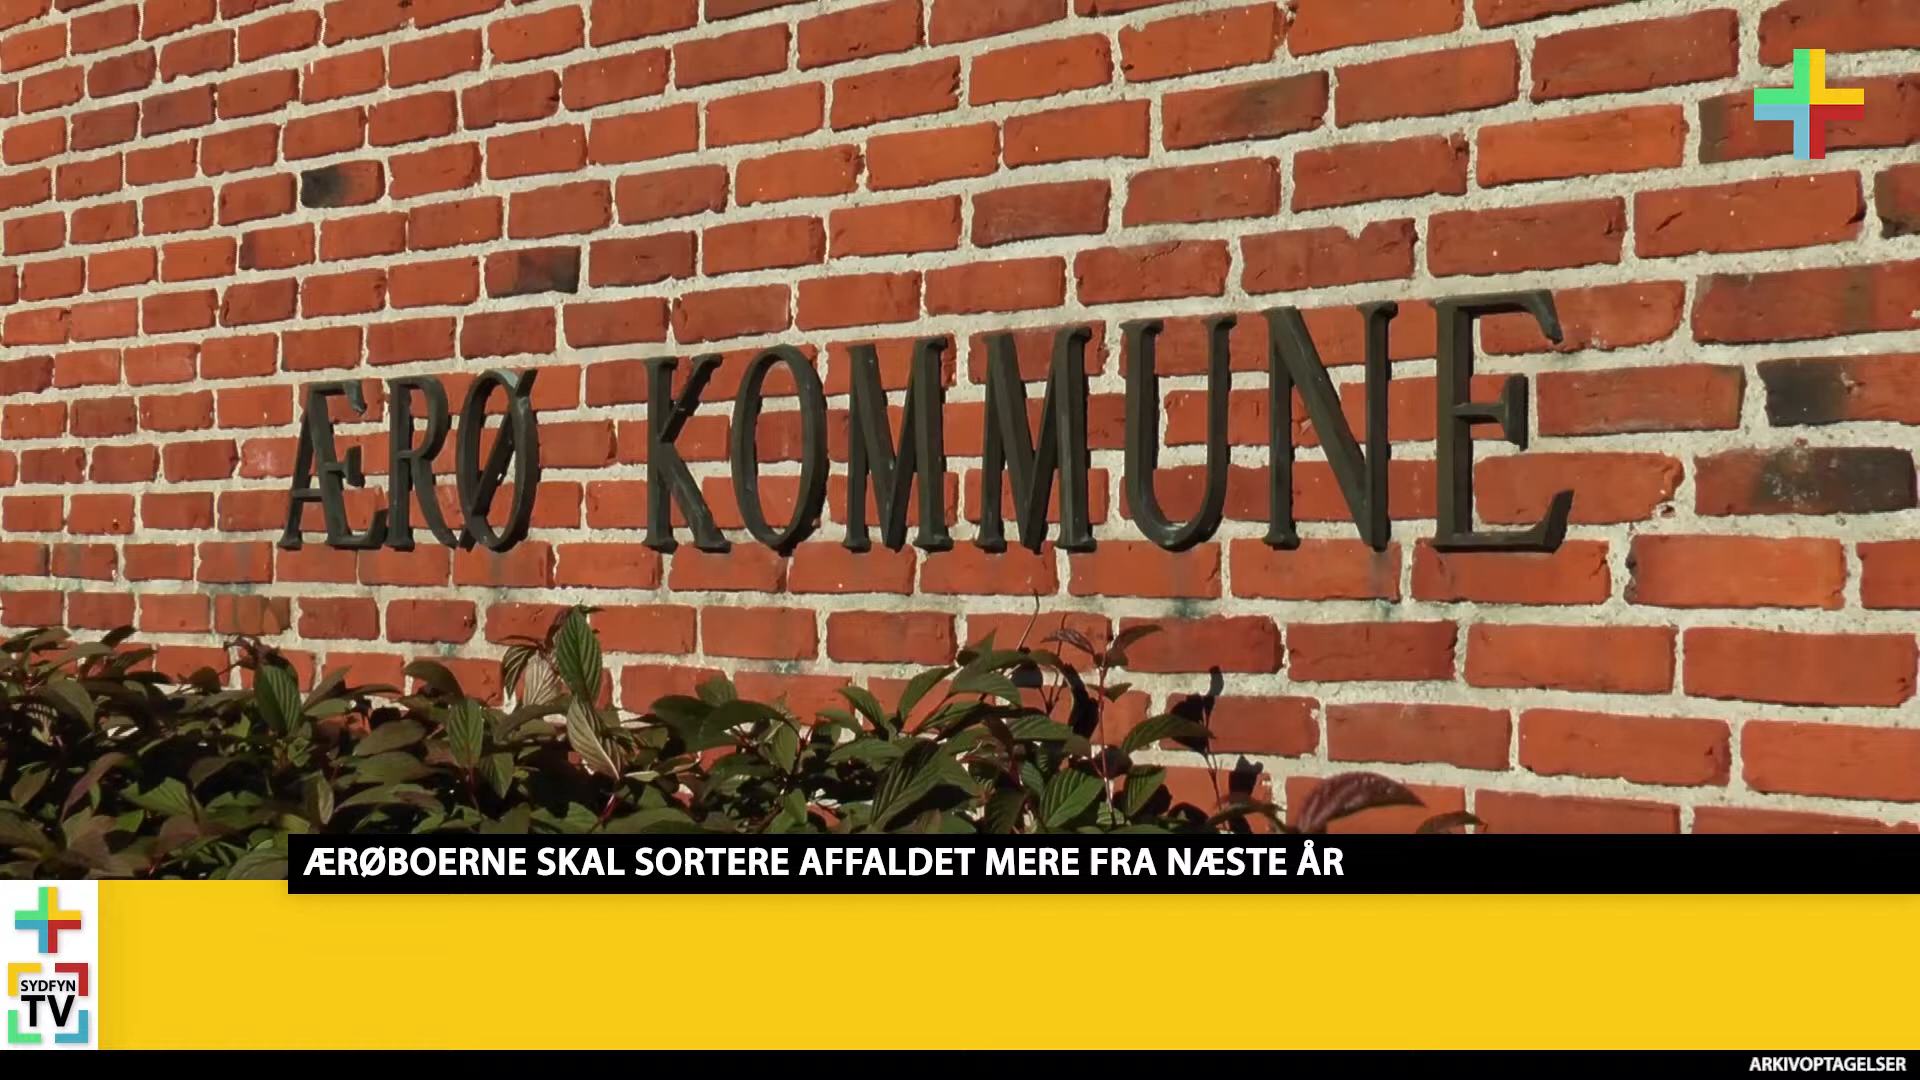 ÆRØ KOMMUNE
ÆRØBOERNE SKAL SORTERE AFFALDET MERE FRA NÆSTE ÅR
SYDFYN
TV
ARKIVOPTAGELSER